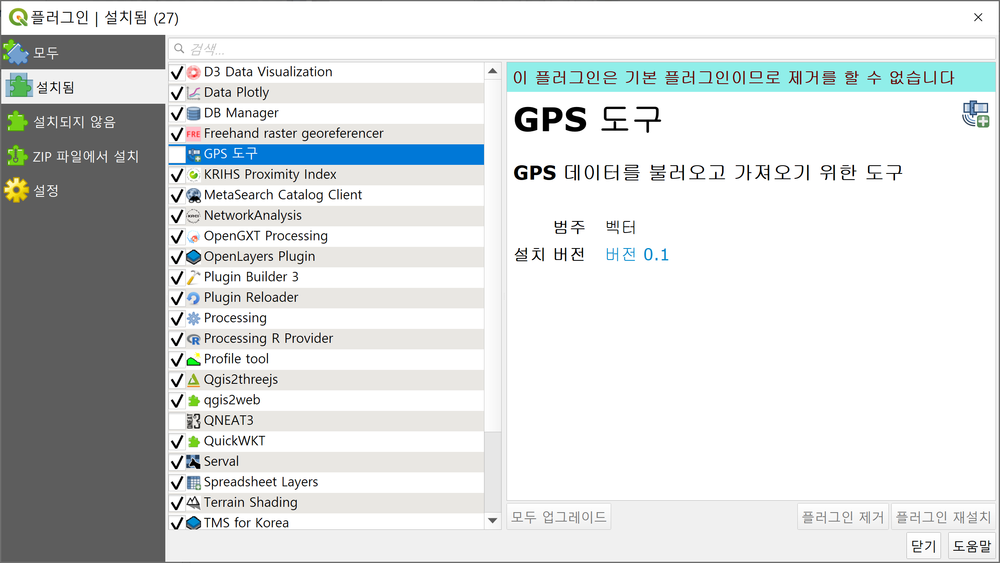 플러그인 | 설치됨 (27)
모두
설치됨
설치되지 않음
ZIP 파일에서 설치
설정
검색...
D3 Data Visualization
Data Plotly
DB Manager
FRE Freehand raster georeferencer
GPS 도구
KRIHS Proximity Index
MetaSearch Catalog Client
KREI NetworkAnalysis
OpenGXT Processing
OpenLayers Plugin
Plugin Builder 3
Plugin Reloader
Processing
Processing R Provider
Profile tool
Qgis2threejs
qgis2web
QNEAT3 QNEAT3
QuickWKT
Serval
Spreadsheet Layers
Terrain Shading
TMS for Korea
이 플러그인은 기본 플러그인이므로 제거를 할 수 없습니다
GPS 도구
GPS 데이터를 불러오고 가져오기 위한 도구
범주 벡터
설치 버전 버전 0.1
모두 업그레이드
플러그인 제거
플러그인 재설치
닫기
도움말